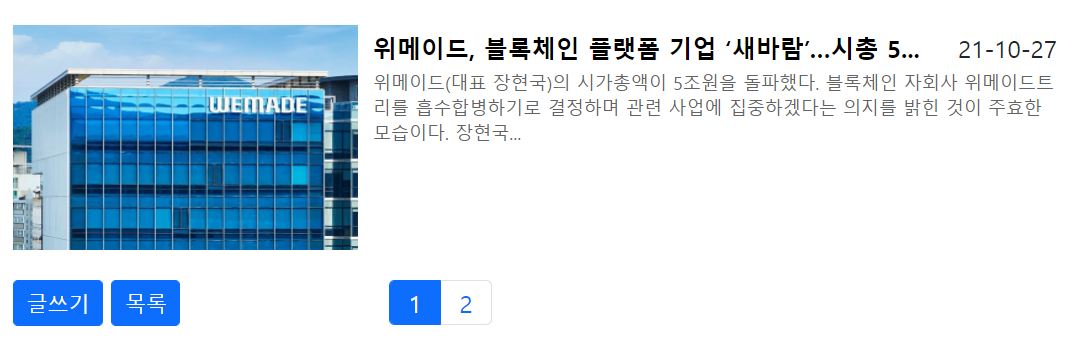 위메이드, 블록체인 플랫폼 기업 ‘새바람’…시총 5...
21-10-27
위메이드(대표 장현국)의 시가총액이 5조원을 돌파했다. 블록체인 자회사 위메이드트
리를 흡수합병하기로 결정하며 관련 사업에 집중하겠다는 의지를 밝힌 것이 주효한
모습이다. 장현국...
WEMADE
글쓰기
목록
1
2